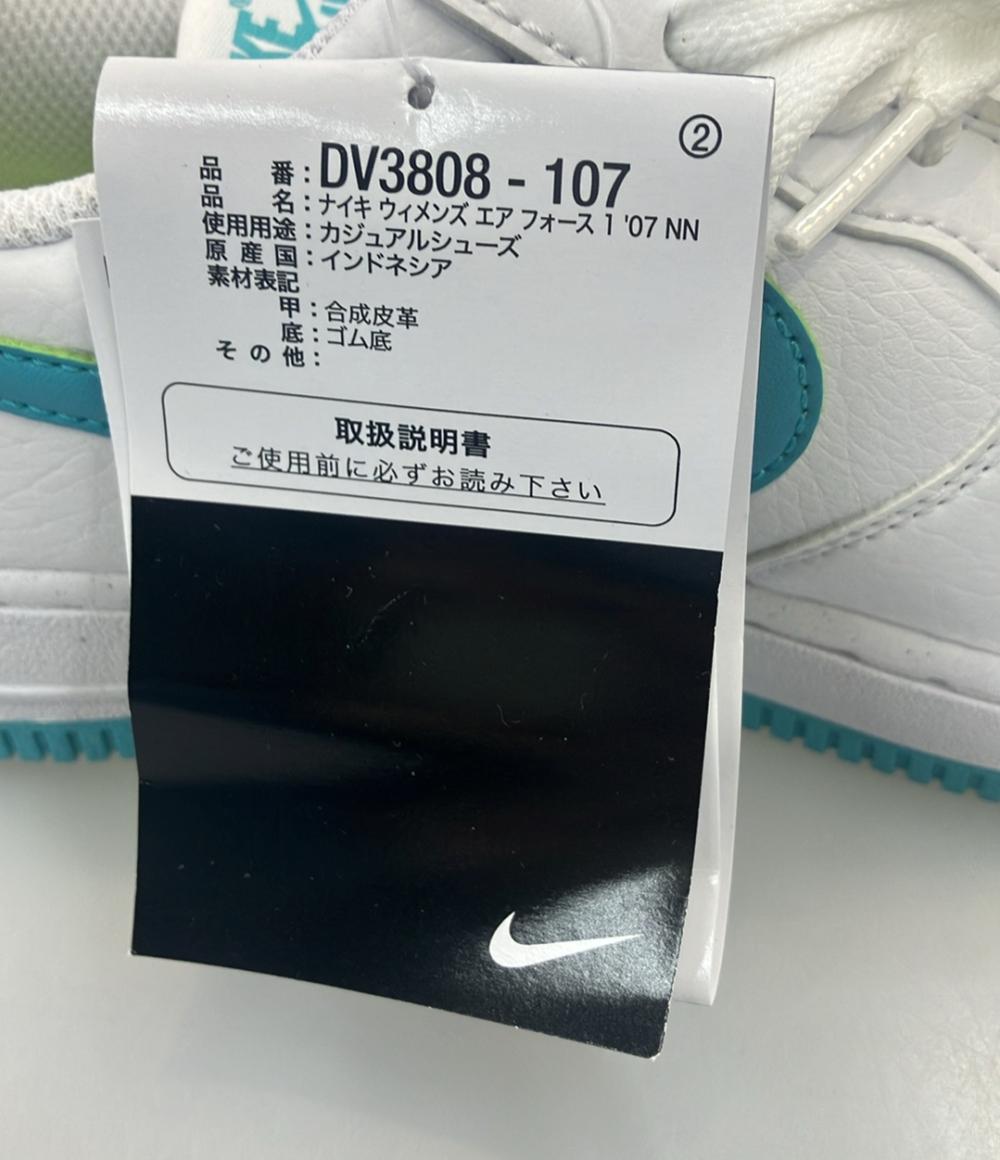 ②
品番：DV3808 - 107
品名：ナイキ ウィメンズ エア フォース 1 '07 NN
使用用途：カジュアルシューズ
原産国：インドネシア
素材表記
甲：合成皮革
底：ゴム底
その他：
取扱説明書
ご使用前に必ずお読み下さい